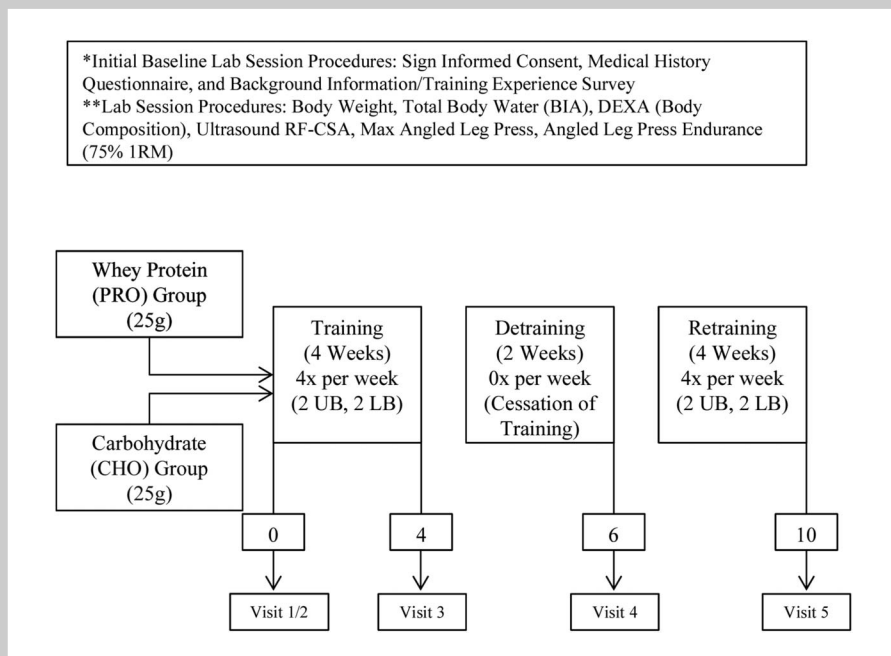 *Initial Baseline Lab Session Procedures: Sign Informed Consent, Medical History
Questionnaire, and Background Information/Training Experience Survey
**Lab Session Procedures: Body Weight, Total Body Water (BIA), DEXA (Body
Composition), Ultrasound RF-CSA, Max Angled Leg Press, Angled Leg Press Endurance
(75% 1RM)
Whey Protein
(PRO) Group
(25g)
Carbohydrate
(CHO) Group
(25g)
Training
(4 Weeks)
4x per week
(2 UB, 2 LB)
Detraining
(2 Weeks)
0x per week
(Cessation of
Training)
Retraining
(4 Weeks)
4x per week
(2 UB, 2 LB)
0
4
6
10
Visit 1/2
Visit 3
Visit 4
Visit 5